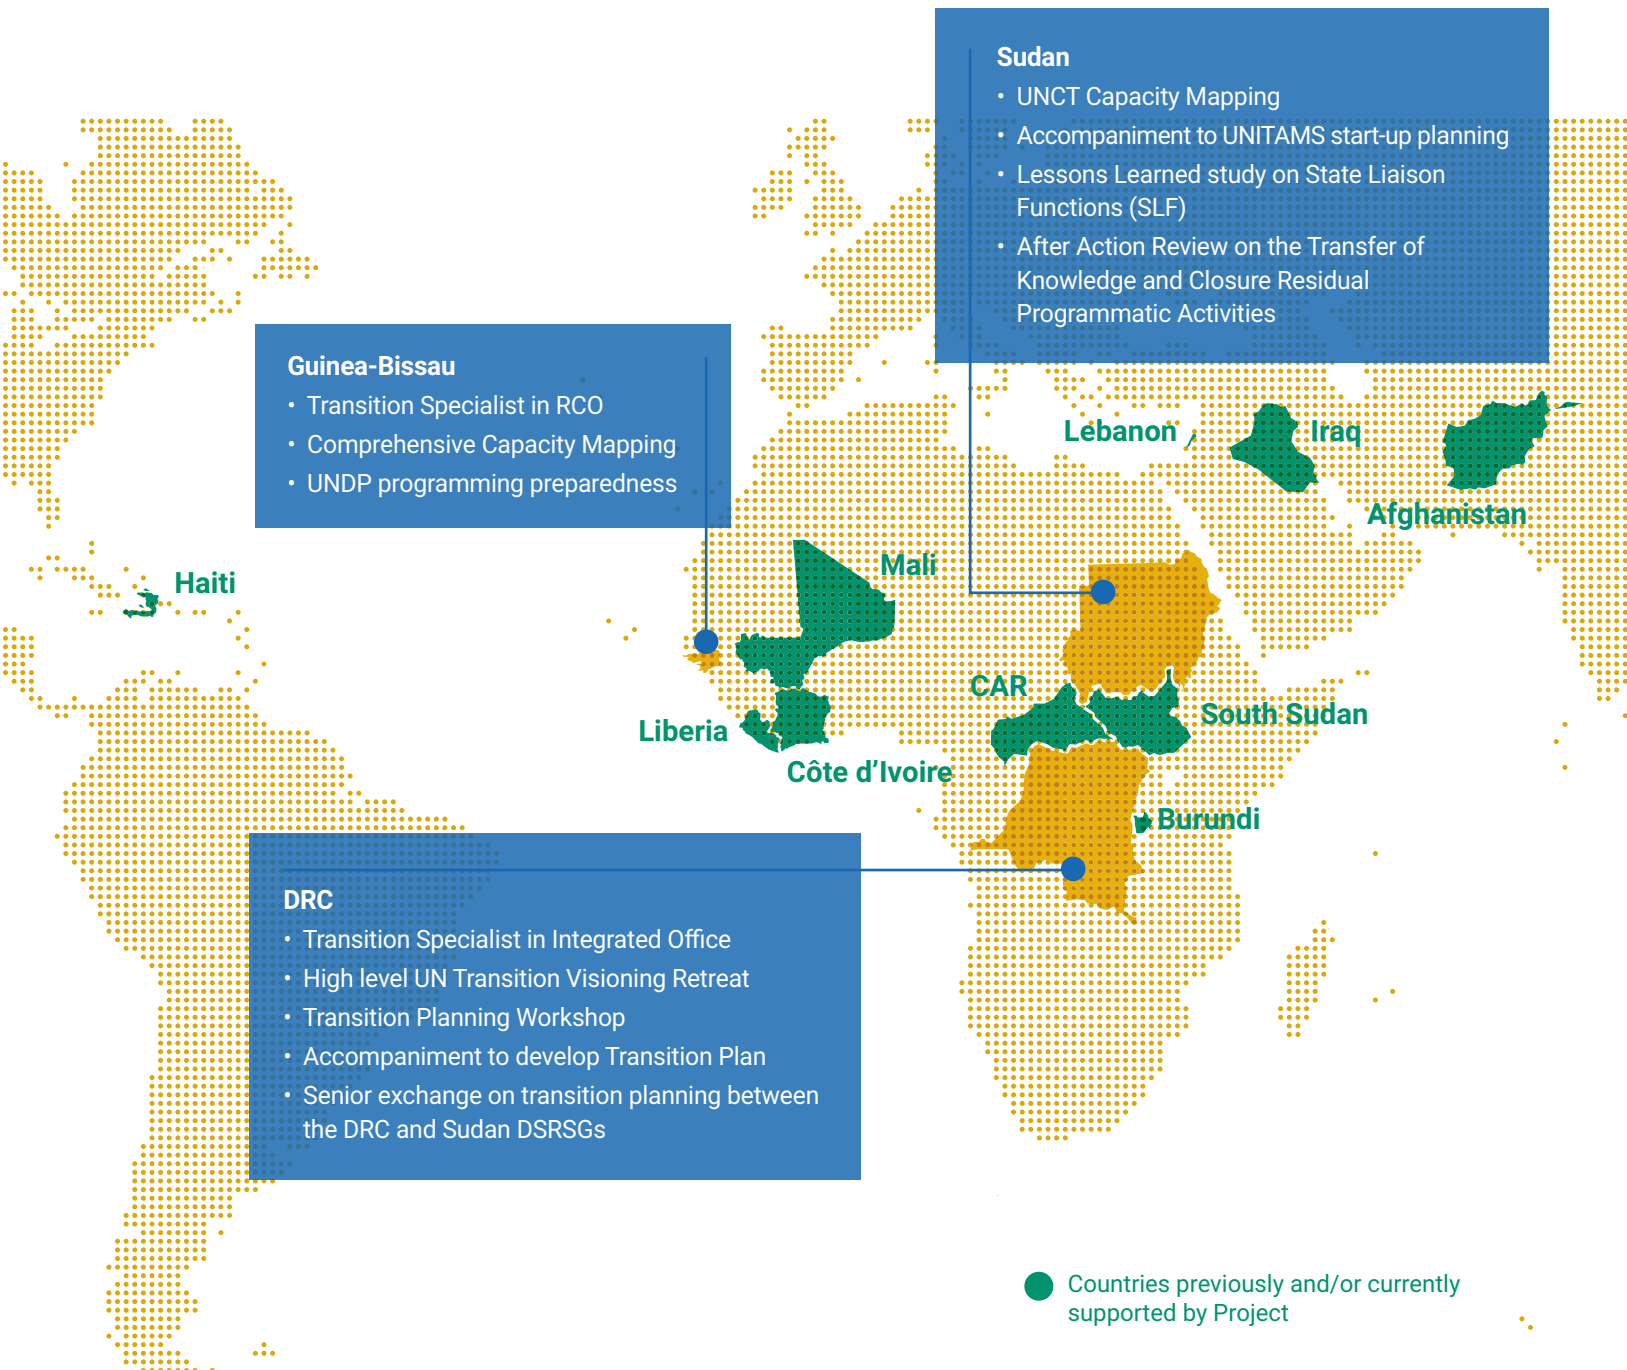 Sudan
• UNCT Capacity Mapping
• Accompaniment to UNITAMS start-up planning
• Lessons Learned study on State Liaison
Functions (SLF)
• After Action Review on the Transfer of
Knowledge and Closure Residual
Programmatic Activities
Guinea-Bissau
• Transition Specialist in RCO
• Comprehensive Capacity Mapping
• UNDP programming preparedness
Lebanon
Iraq
Afghanistan
Haiti
Mali
CAR
South Sudan
Liberia
Côte d’Ivoire
Burundi
DRC
• Transition Specialist in Integrated Office
• High level UN Transition Visioning Retreat
• Transition Planning Workshop
• Accompaniment to develop Transition Plan
• Senior exchange on transition planning between
the DRC and Sudan DSRSGs
Countries previously and/or currently
supported by Project